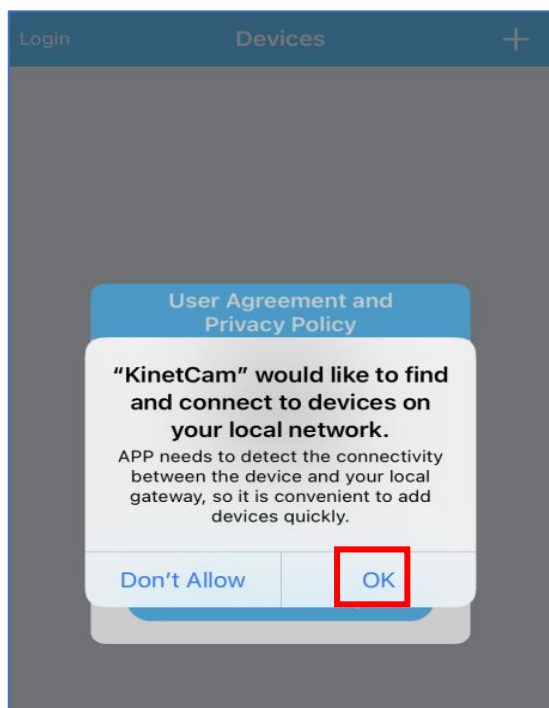 Login Devices +
User Agreement and
Privacy Policy
“KinetCam” would like to find
and connect to devices on
your local network.
APP needs to detect the connectivity
between the device and your local
gateway, so it is convenient to add
devices quickly.
Don’t Allow OK